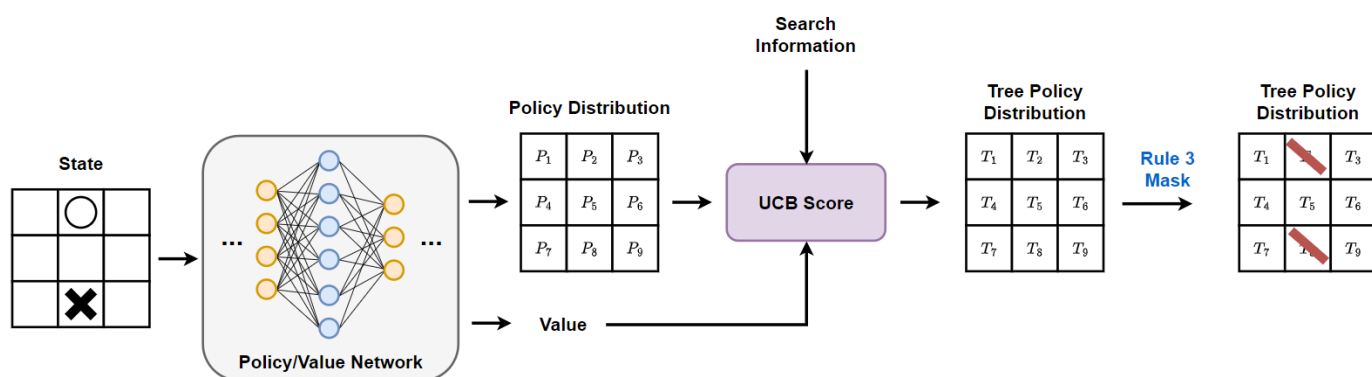 State
...
...
Policy/Value Network
Policy Distribution
P₁ P₂ P₃
P₄ P₅ P₆
P₇ P₈ P₉
Value
Search
Information
UCB Score
Tree Policy
Distribution
T₁ T₂ T₃
T₄ T₅ T₆
T₇ T₈ T₉
Rule 3
Mask
Tree Policy
Distribution
T₁ T₃
T₄ T₅ T₆
T₇ T₉